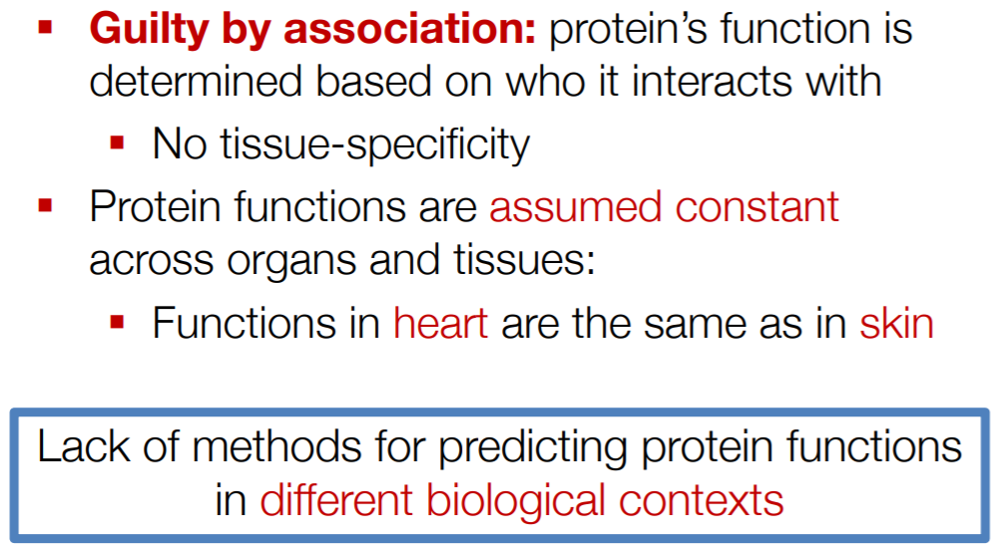 ▪ Guilty by association: protein’s function is
determined based on who it interacts with
▪ No tissue-specificity
▪ Protein functions are assumed constant
across organs and tissues:
▪ Functions in heart are the same as in skin
Lack of methods for predicting protein functions
in different biological contexts